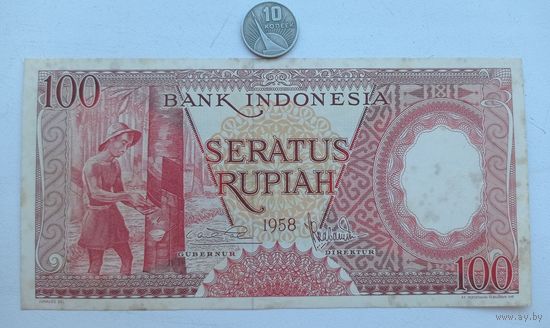 10
КОПЕЕК
100
BANK INDONESIA
SERATUS
RUPIAH
1958
GUBERNUR
DIREKTUR
100
www.ay.by